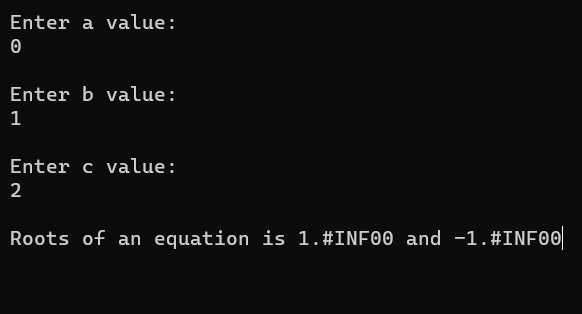 Enter a value:
0
Enter b value:
1
Enter c value:
2
Roots of an equation is 1.#INF00 and -1.#INF00